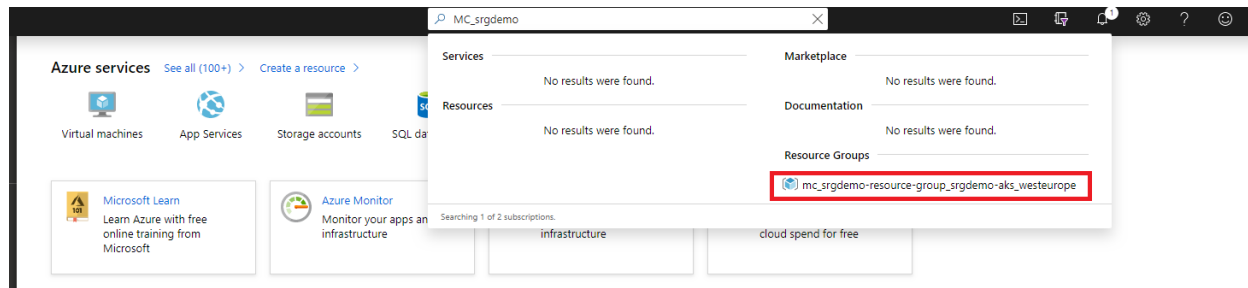 MC_srgdemo
1
Azure services See all (100+) > Create a resource >
Virtual machines
App Services
Storage accounts
SQL da
Services
No results were found.
Resources
No results were found.
Marketplace
No results were found.
Documentation
No results were found.
Resource Groups
mc_srgdemo-resource-group_srgdemo-aks_westeurope
Searching 1 of 2 subscriptions.
101
Microsoft Learn
Learn Azure with free
online training from
Microsoft
Azure Monitor
Monitor your apps an
infrastructure
infrastructure
cloud spend for free